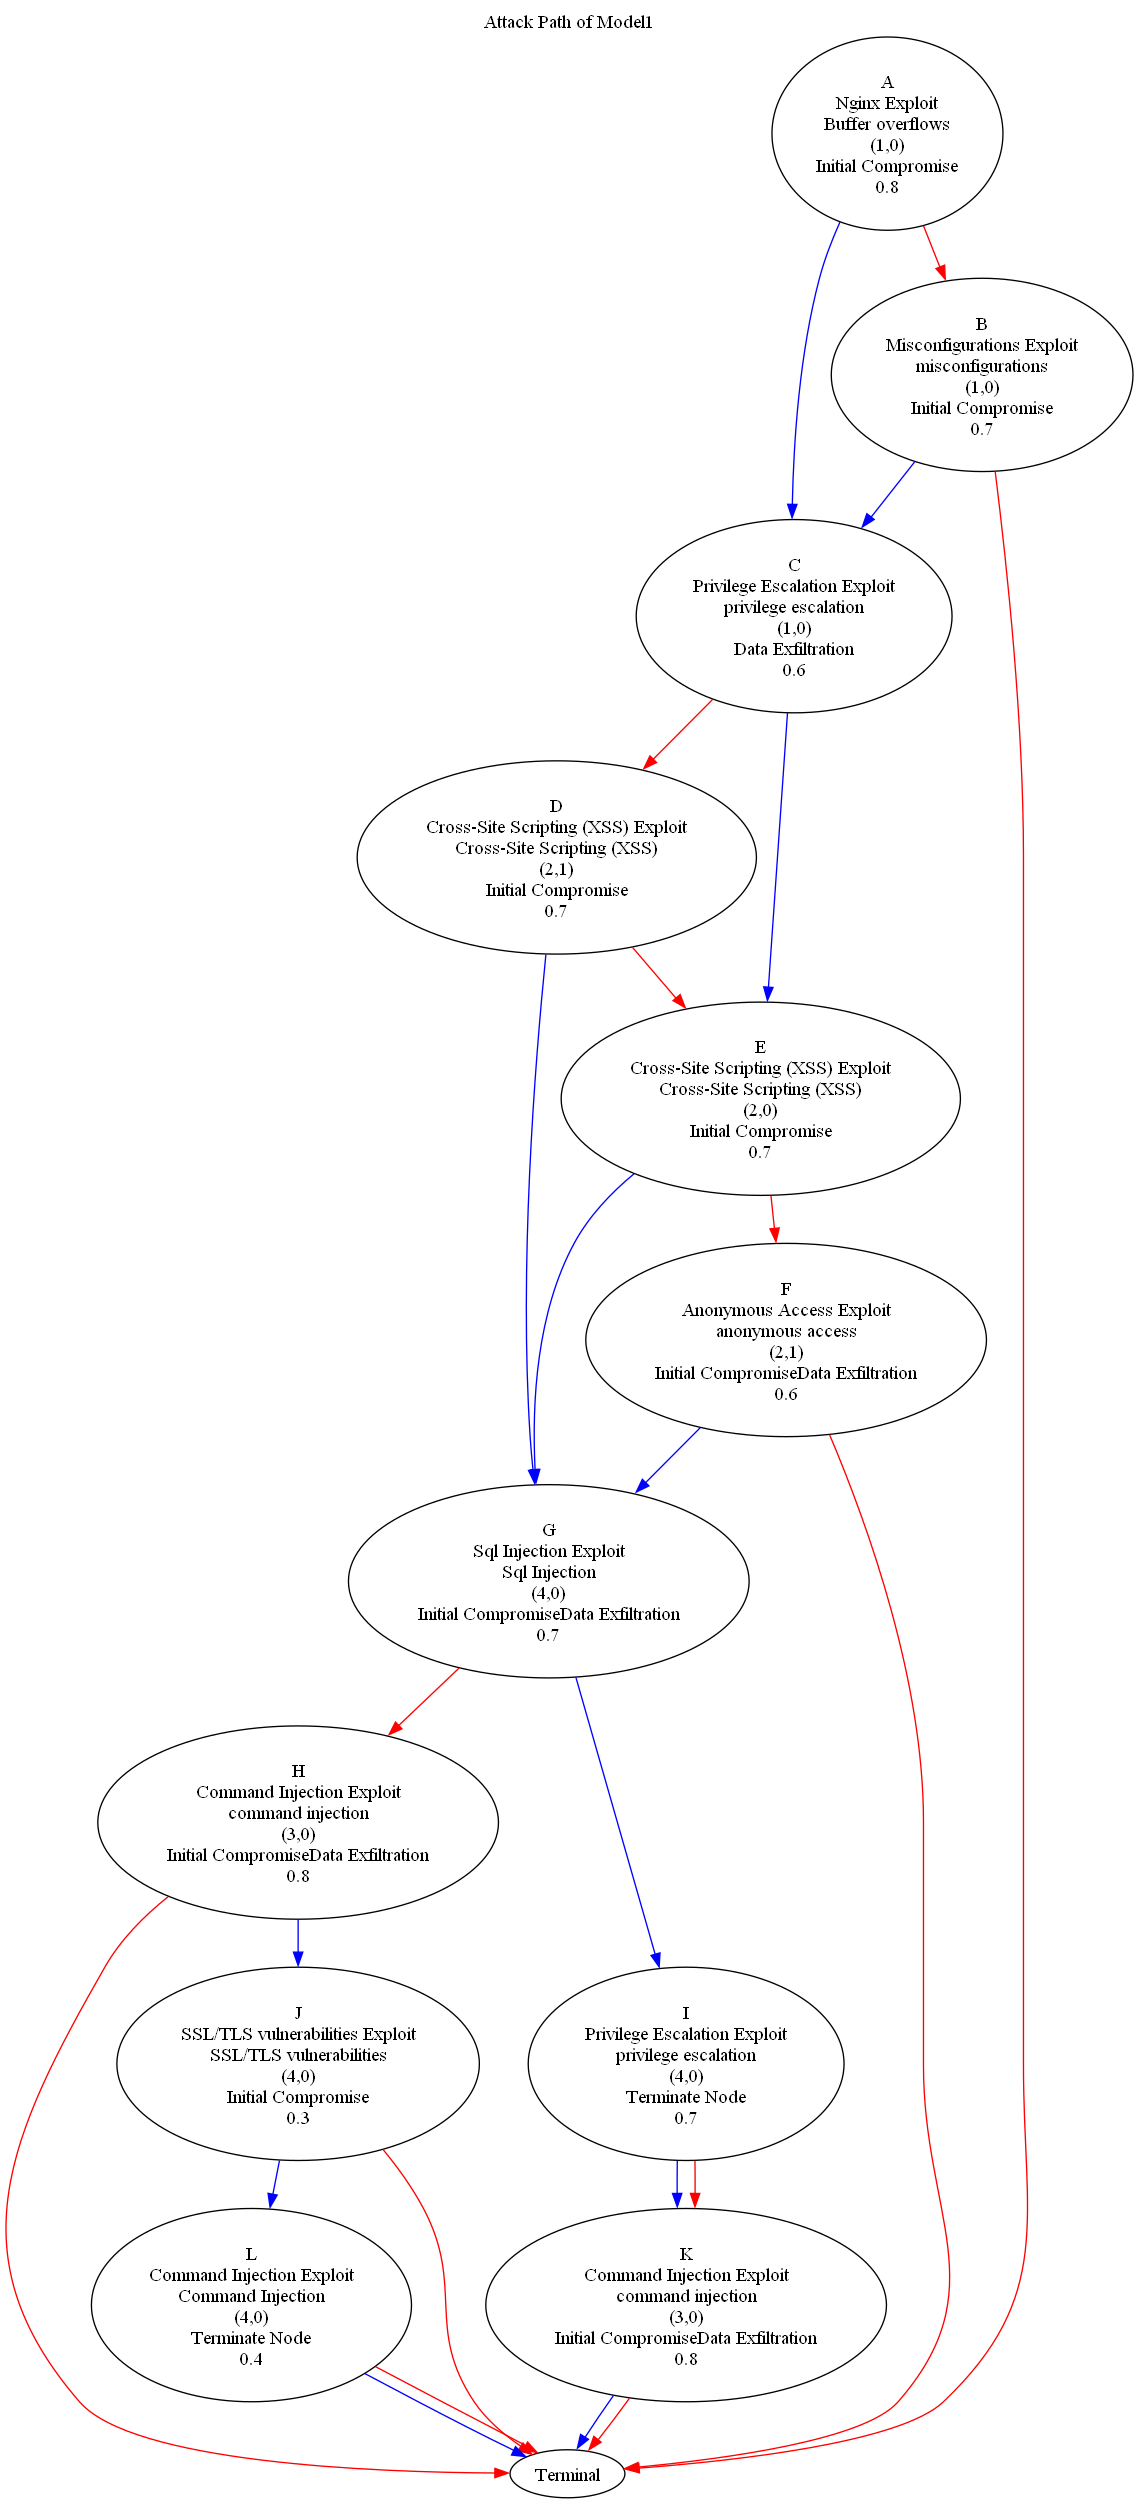 Attack Path of Model1
A
Nginx Exploit
Buffer overflows
(1,0)
Initial Compromise
0.8
B
Misconfigurations Exploit
misconfigurations
(1,0)
Initial Compromise
0.7
C
Privilege Escalation Exploit
privilege escalation
(1,0)
Data Exfiltration
0.6
D
Cross-Site Scripting (XSS) Exploit
Cross-Site Scripting (XSS)
(2,1)
Initial Compromise
0.7
E
Cross-Site Scripting (XSS) Exploit
Cross-Site Scripting (XSS)
(2,0)
Initial Compromise
0.7
F
Anonymous Access Exploit
anonymous access
(2,1)
Initial CompromiseData Exfiltration
0.6
G
Sql Injection Exploit
Sql Injection
(4,0)
Initial CompromiseData Exfiltration
0.7
H
Command Injection Exploit
command injection
(3,0)
Initial CompromiseData Exfiltration
0.8
J
SSL/TLS vulnerabilities Exploit
SSL/TLS vulnerabilities
(4,0)
Initial Compromise
0.3
I
Privilege Escalation Exploit
privilege escalation
(4,0)
Terminate Node
0.7
L
Command Injection Exploit
Command Injection
(4,0)
Terminate Node
0.4
K
Command Injection Exploit
command injection
(3,0)
Initial CompromiseData Exfiltration
0.8
Terminal